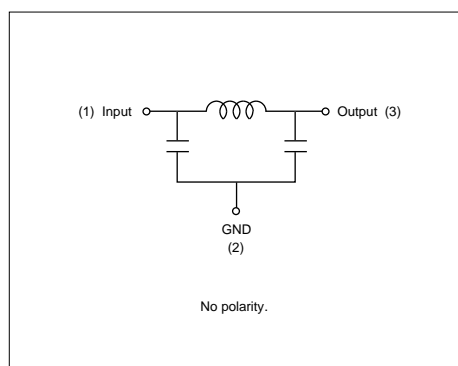 (1) Input
Output (3)
GND
(2)
No polarity.